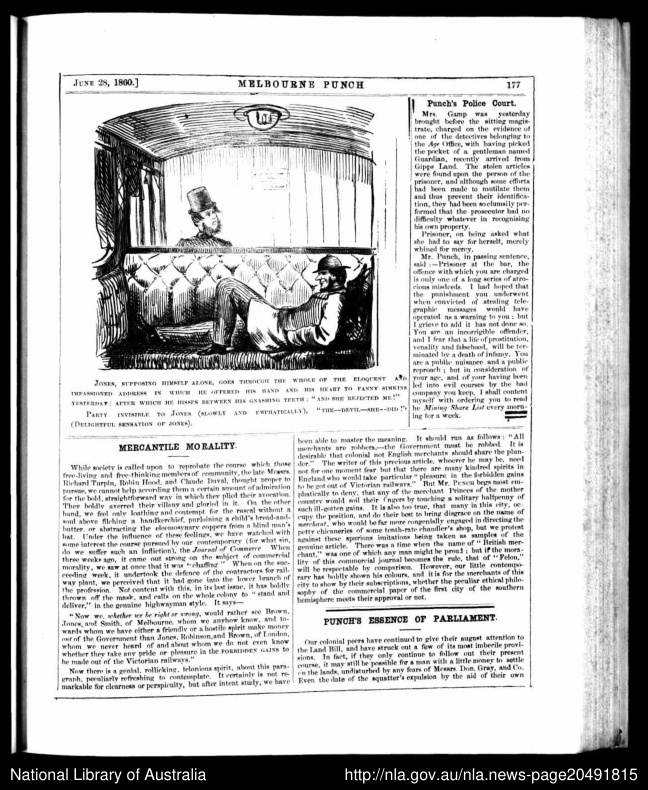 JUNE 28, 1860.]
MELBOURNE PUNCH
177
JONES, SUPPOSING HIMSELF ALONE, GOES THROUGH THE WHOLE OF THE ELOQUENT AND
IMPASSIONED ADDRESS IN WHICH HE OFFERED HIS HAND AND HIS HEART TO FANNY SIMKINS
YESTERDAY: AFTER WHICH HE HISSES BETWEEN HIS GNASHING TEETH; "AND SHE REJECTED ME!"
PARTY INVISIBLE TO JONES (SLOWLY AND EMPHATICALLY), "THE—DEVIL—SHE—DID!"
(DELIGHTFUL SENSATION OF JONES).
Punch's Police Court.
Mrs. Gamp was yesterday
brought before the sitting magis-
trate, charged on the evidence of
one of the detectives belonging to
the Age Office, with having picked
the pocket of a gentleman named
Guardian, recently arrived from
Gipps Land. The stolen articles
were found upon the person of the
prisoner, and although some efforts
had been made to mutilate them
and thus prevent their identifica-
tion, they had been so clumsily per-
formed that the prosecutor had no
difficulty whatever in recognising
his own property.
Prisoner, on being asked what
she had to say for herself, merely
whined for mercy.
Mr. Punch, in passing sentence,
said :—Prisoner at the bar, the
offence with which you are charged
is only one of a long series of atro-
cious misdeeds. I had hoped that
the punishment you underwent
when convicted of stealing tele-
graphic messages would have
operated as a warning to you; but
I grieve to add it has not done so.
You are an incorrigible offender,
and I fear that a life of prostitution,
venality and falsehood, will be ter-
minated by a death of infamy. You
are a public nuisance and a public
reproach; but in consideration of
your age, and of your having been
led into evil courses by the bad
company you keep, I shall content
myself with ordering you to read
he Mining Share List every morn-
ing for a week.
MERCANTILE MORALITY.
While society is called upon to reprobate the course which those
free-living and free-thinking members of community, the late Messrs.
Richard Turpin, Robin Hood, and Claude Duval, thought proper to
pursue, we cannot help according them a certain amount of admiration
for the bold, straightforward way in which they plied their avocation.
They boldly averred their villany and gloried in it. On the other
hand, we feel only loathing and contempt for the rascal without a
soul above filching a handkerchief, purloining a child's bread-and-
butter, or abstracting the eleemosynary coppers from a blind man's
hat. Under the influence of these feelings, we have watched with
some interest the course pursued by our contemporary (for what sin,
do we suffer such an infliction), the Journal of Commerce. When
three weeks ago, it came out strong on the subject of commercial
morality, we saw at once that it was "chaffing." When on the suc-
ceeding week, it undertook the defence of the contractors for rail-
way plant, we perceived that it had gone into the lower branch of
the profession. Not content with this, in its last issue, it has boldly
thrown off the mask, and calls on the whole colony to "stand and
deliver," in the genuine highwayman style. It says—
"Now we, whether we be right or wrong, would rather see Brown,
Jones, and Smith, of Melbourne, whom we anyhow know, and to-
wards whom we have either a friendly or a hostile spirit make money
out of the Government than Jones, Robinson, and Brown, of London,
whom we never heard of and about whom we do not even know
whether they take any pride or pleasure in the FORBIDDEN GAINS to
be made out of the Victorian railways."
Now there is a genial, rollicking, felonious spirit, about this para-
graph, peculiarly refreshing to contemplate. It certainly is not re-
markable for clearness or perspicuity, but after intent study, we have
been able to master the meaning. It should run as follows; "All
merchants are robbers,—the Government must be robbed. It is
desirable that colonial not English merchants should share the plun-
der." The writer of this precious article, whoever he may be, need
not for one moment fear but that there are many kindred spirits in
England who would take particular "pleasure in the forbidden gains
to be got out of Victorian railways." But Mr. PUNCH begs most em-
phatically to deny, that any of the merchant Princes of the mother
country would soil their fingers by touching a solitary halfpenny of
such ill-gotten gains. It is also true, that many in this city, oc-
cupy the position, and do their best to bring disgrace on the name of
merchant, who would be far more congenially engaged in directing the
petty chicaneries of some tenth-rate chandler's shop, but we protest
against these spurious imitations being taken as samples of the
genuine article. There was a time when the name of "British mer-
chant," was one of which any man might be proud; but if the mora-
lity of this commercial journal becomes the rule, that of "Felon,"
will be respectable by comparison. However, our little contempo-
rary has boldly shown his colours, and it is for the merchants of this
city to show by their subscriptions, whether the peculiar ethical philo-
sophy of the commercial paper of the first city of the southern
hemisphere meets their approval or not.
PUNCH'S ESSENCE OF PARLIAMENT.
Our colonial peers have continued to give their august attention to
the Land Bill, and have struck out a few of its most imbecile provi-
sions. In fact, if they only continue to follow out their present
course, it may still be possible for a man with a little money to settle
on the lands, undisturbed by any fears of Messrs. Don, Gray, and Co.
Even the date of the squatter's expulsion by the aid of their own
National Library of Australia
http://nla.gov.au/nla.news-page20491815